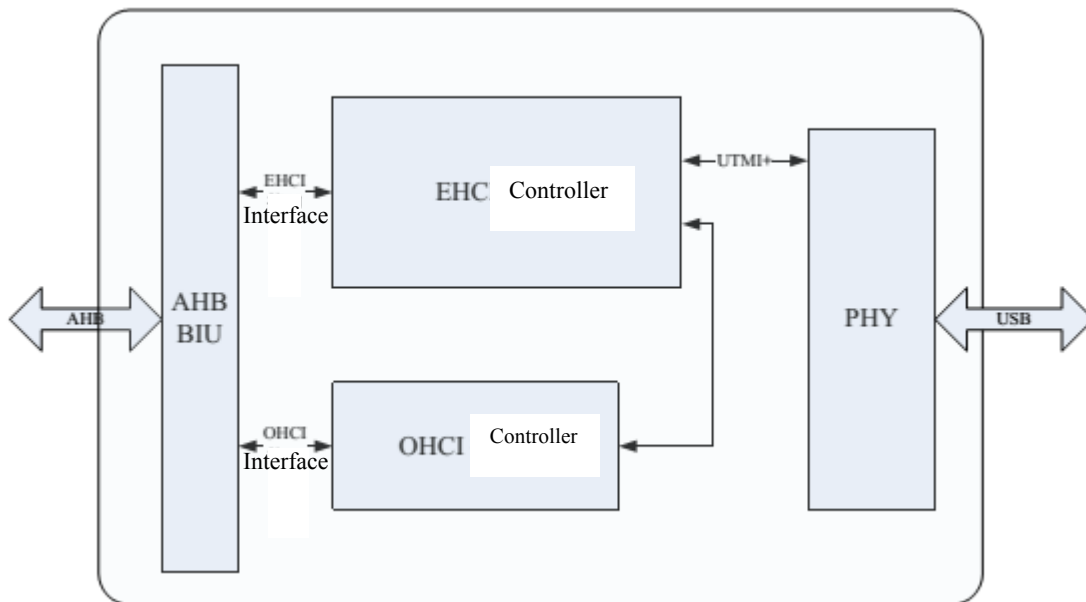 EHCI
Interface
EHC Controller
UTMI+
AHB
AHB
BIU
PHY
USB
OHCI
Interface
OHCI Controller